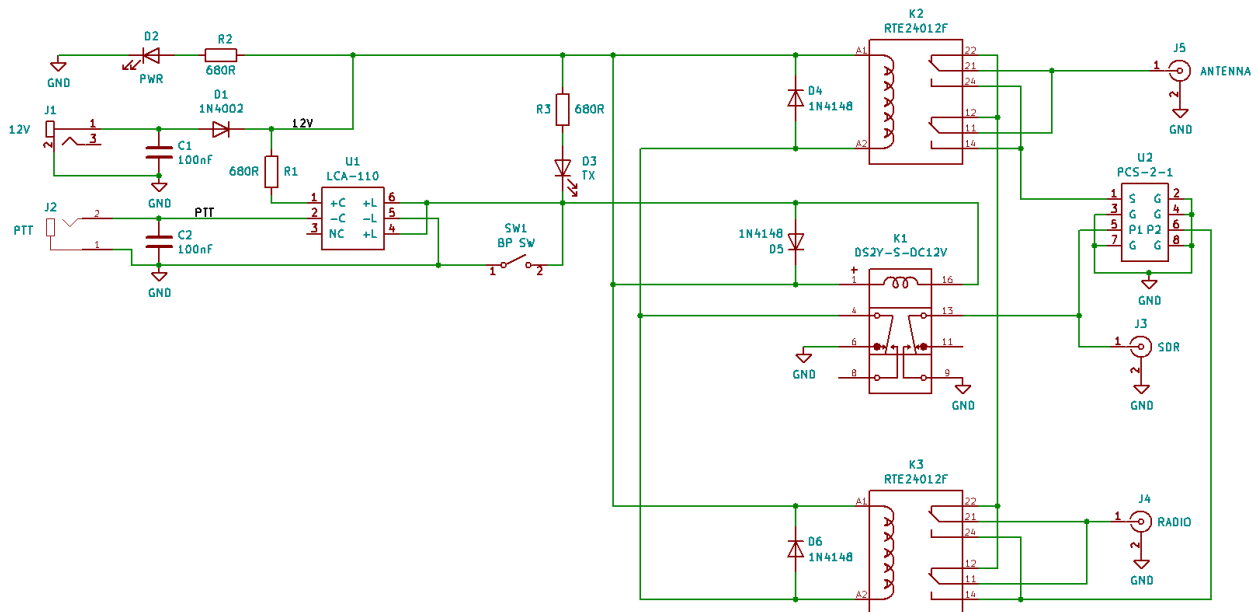 K2
RTE24012F
D2
R2
PWR
680R
GND
A1
22
21
24
12
11
14
A2
J5
1
ANTENNA
2
GND
D4
1N4148
R3
680R
D3
TX
J1
12V
1
2
3
D1
1N4002
12V
C1
100nF
GND
680R
R1
U1
LCA-110
1
+C
+L
6
2
-C
-L
5
3
NC
+L
4
J2
PTT
2
1
PTT
C2
100nF
GND
SW1
BP SW
1
2
1N4148
D5
K1
DS2Y-S-DC12V
+
1
16
4
13
6
11
8
9
GND
GND
U2
PCS-2-1
1
S
G
2
3
G
G
4
5
P1
P2
6
7
G
G
8
GND
J3
1
SDR
2
GND
K3
RTE24012F
A1
22
21
24
12
11
14
A2
D6
1N4148
J4
1
RADIO
2
GND